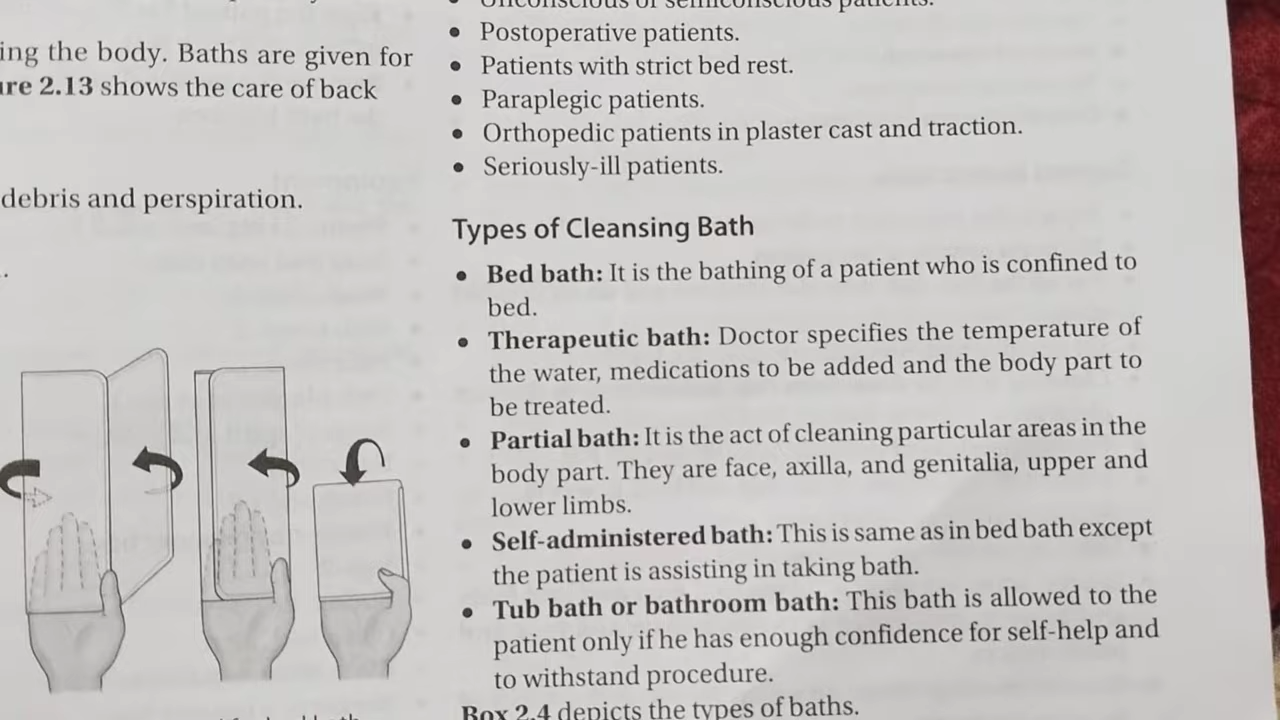 ing the body. Baths are given for
2.13 shows the care of back
debris and perspiration.
Unconscious or semiconscious patients.
• Postoperative patients.
• Patients with strict bed rest.
• Paraplegic patients.
• Orthopedic patients in plaster cast and traction.
• Seriously-ill patients.
Types of Cleansing Bath
• Bed bath: It is the bathing of a patient who is confined to
bed.
• Therapeutic bath: Doctor specifies the temperature of
the water, medications to be added and the body part to
be treated.
• Partial bath: It is the act of cleaning particular areas in the
body part. They are face, axilla, and genitalia, upper and
lower limbs.
• Self-administered bath: This is same as in bed bath except
the patient is assisting in taking bath.
• Tub bath or bathroom bath: This bath is allowed to the
patient only if he has enough confidence for self-help and
to withstand procedure.
Box 2.4 depicts the types of baths.